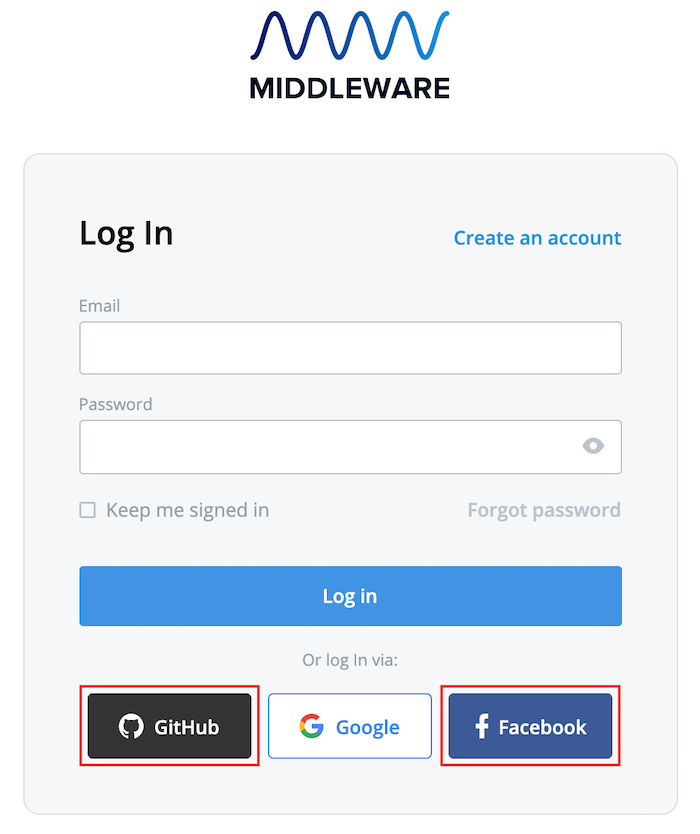 MIDDLEWARE
Log In
Create an account
Email
Password
Keep me signed in
Forgot password
Log in
Or log In via:
GitHub
Google
Facebook